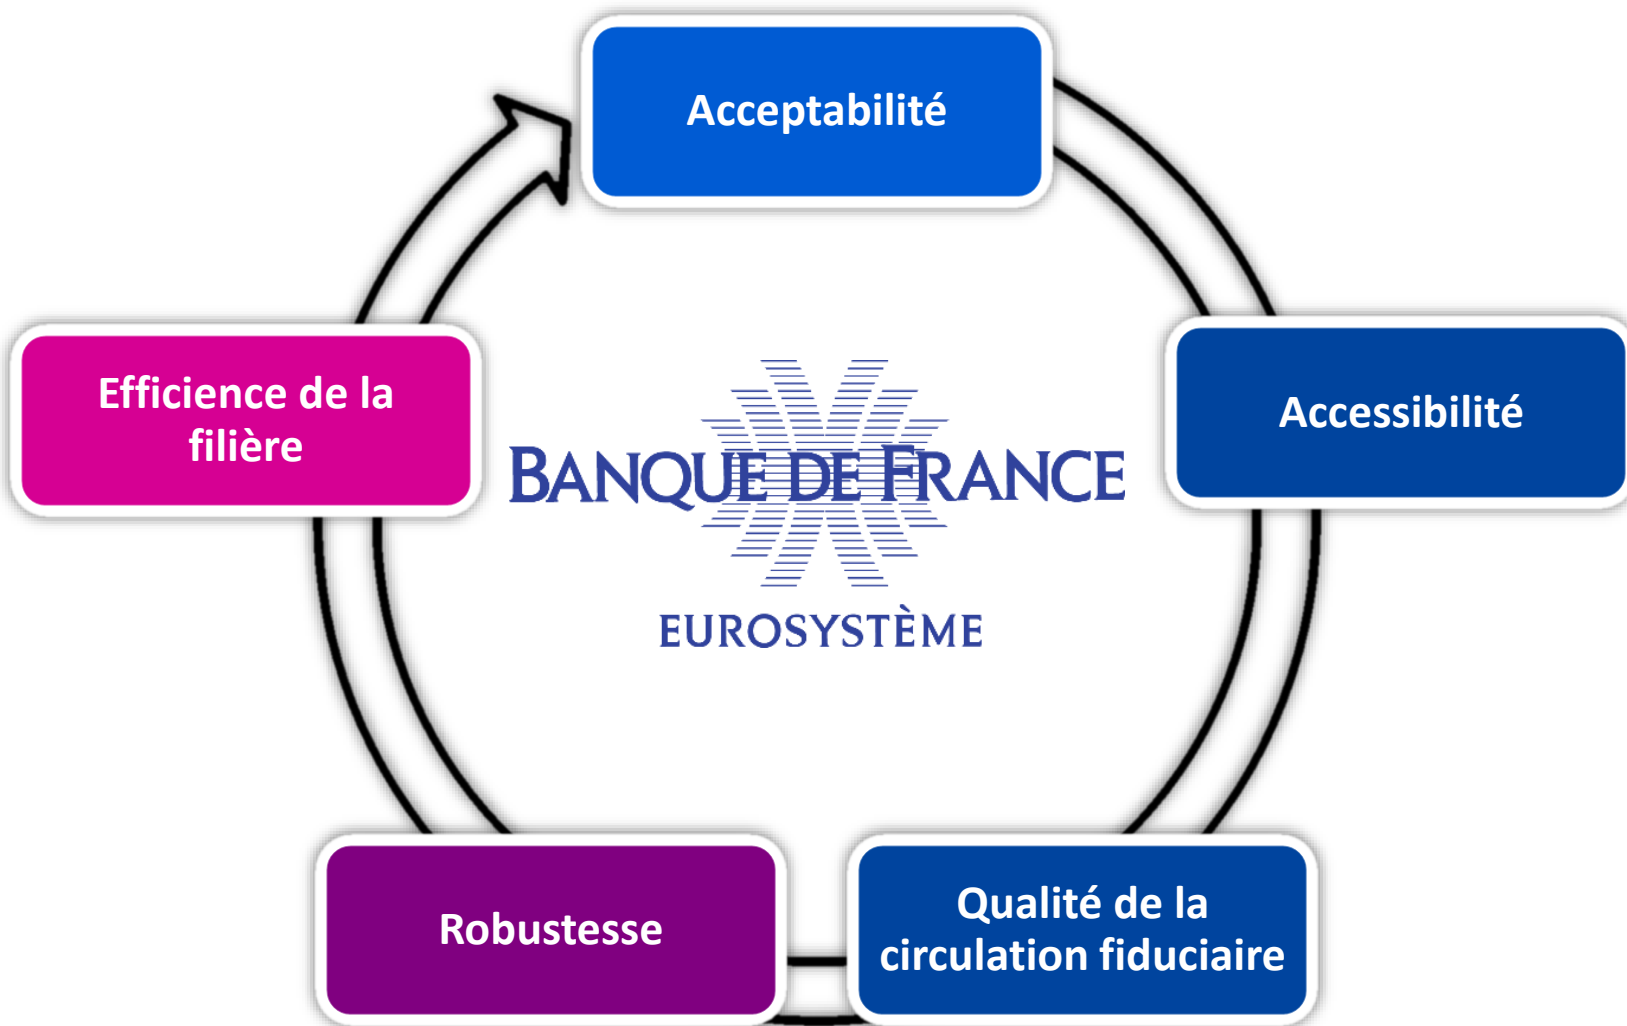 Acceptabilité
Accessibilité
Qualité de la
circulation fiduciaire
Robustesse
Efficience de la
filière
BANQUE DE FRANCE
EUROSYSTÈME